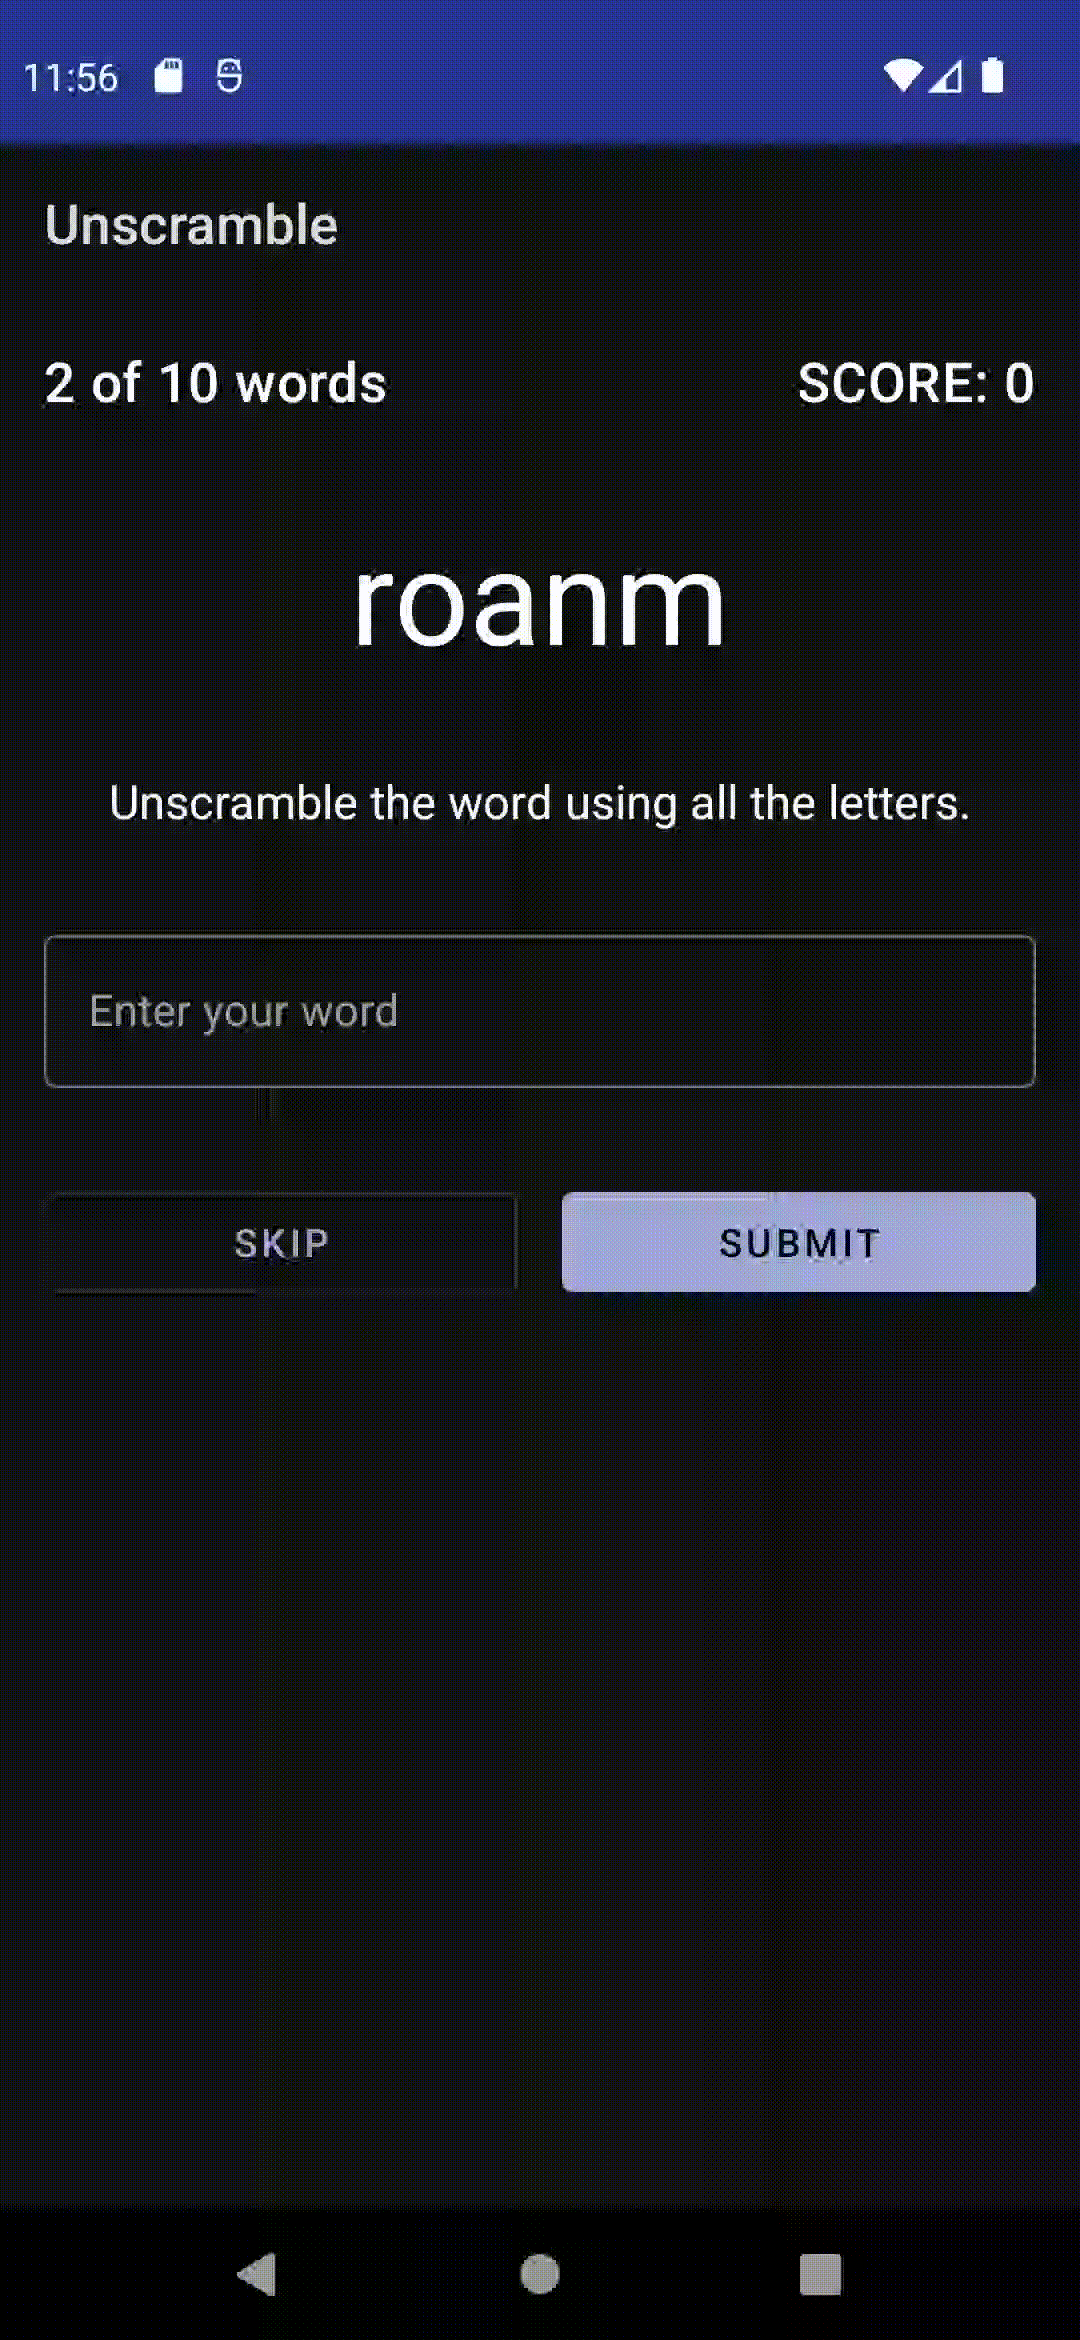 11:56
Unscramble
2 of 10 words SCORE: 0
roanm
Unscramble the word using all the letters.
Enter your word
SKIP SUBMIT